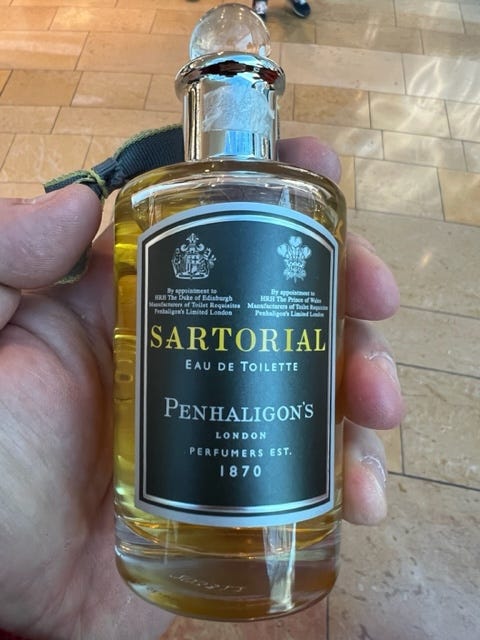 By appointment to
HRH The Duke of Edinburgh
Manufacturers of Toilet Requisites
Penhaligon's Limited London
By appointment to
HRH The Prince of Wales
Manufacturers of Toilet Requisites
Penhaligon's Limited London
SARTORIAL
EAU DE TOILETTE
PENHALIGON'S
LONDON
PERFUMERS EST.
1870